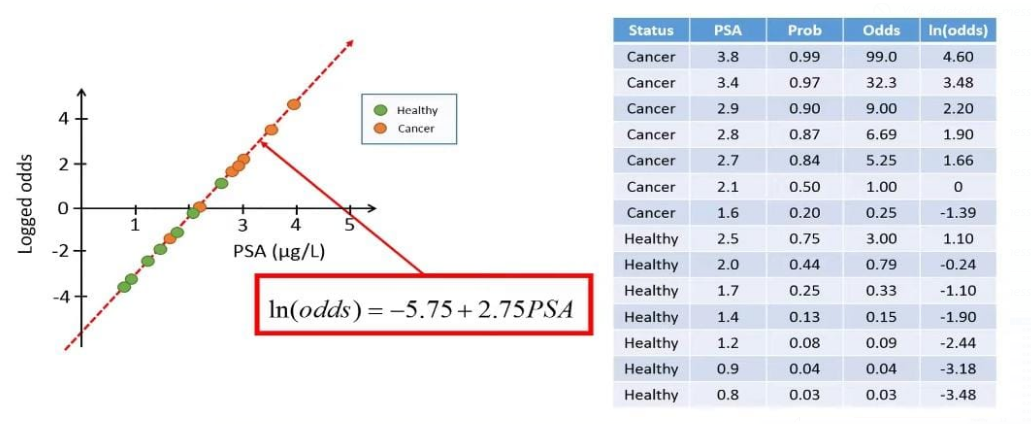 4
2
0
-2
-4
1
3
4
5
Logged odds
PSA (µg/L)
Healthy
Cancer
ln(odds) = −5.75 + 2.75PSA
Status PSA Prob Odds ln(odds)
Cancer 3.8 0.99 99.0 4.60
Cancer 3.4 0.97 32.3 3.48
Cancer 2.9 0.90 9.00 2.20
Cancer 2.8 0.87 6.69 1.90
Cancer 2.7 0.84 5.25 1.66
Cancer 2.1 0.50 1.00 0
Cancer 1.6 0.20 0.25 -1.39
Healthy 2.5 0.75 3.00 1.10
Healthy 2.0 0.44 0.79 -0.24
Healthy 1.7 0.25 0.33 -1.10
Healthy 1.4 0.13 0.15 -1.90
Healthy 1.2 0.08 0.09 -2.44
Healthy 0.9 0.04 0.04 -3.18
Healthy 0.8 0.03 0.03 -3.48